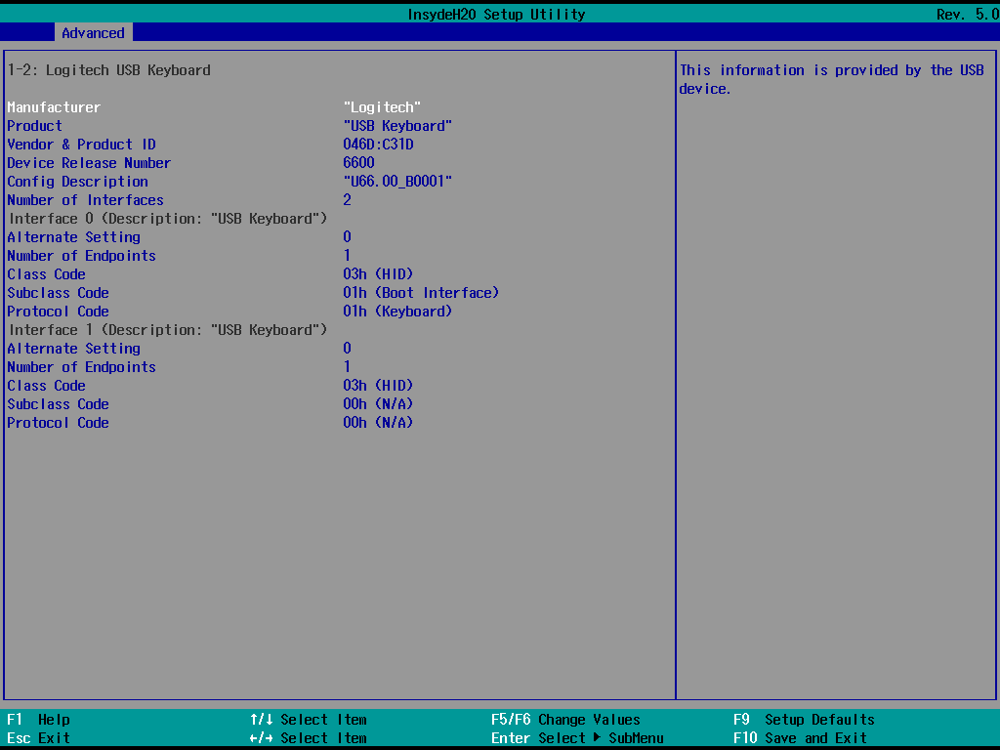 InsydeH20 Setup Utility Rev. 5.0
Advanced
1-2: Logitech USB Keyboard
Manufacturer "Logitech"
Product "USB Keyboard"
Vendor & Product ID 046D:C31D
Device Release Number 6600
Config Description "U66.00_B0001"
Number of Interfaces 2
Interface 0 (Description: "USB Keyboard")
Alternate Setting 0
Number of Endpoints 1
Class Code 03h (HID)
Subclass Code 01h (Boot Interface)
Protocol Code 01h (Keyboard)
Interface 1 (Description: "USB Keyboard")
Alternate Setting 0
Number of Endpoints 1
Class Code 03h (HID)
Subclass Code 00h (N/A)
Protocol Code 00h (N/A)
This information is provided by the USB
device.
F1 Help ↑/↓ Select Item F5/F6 Change Values F9 Setup Defaults
Esc Exit ←/→ Select Item Enter Select ▶ SubMenu F10 Save and Exit